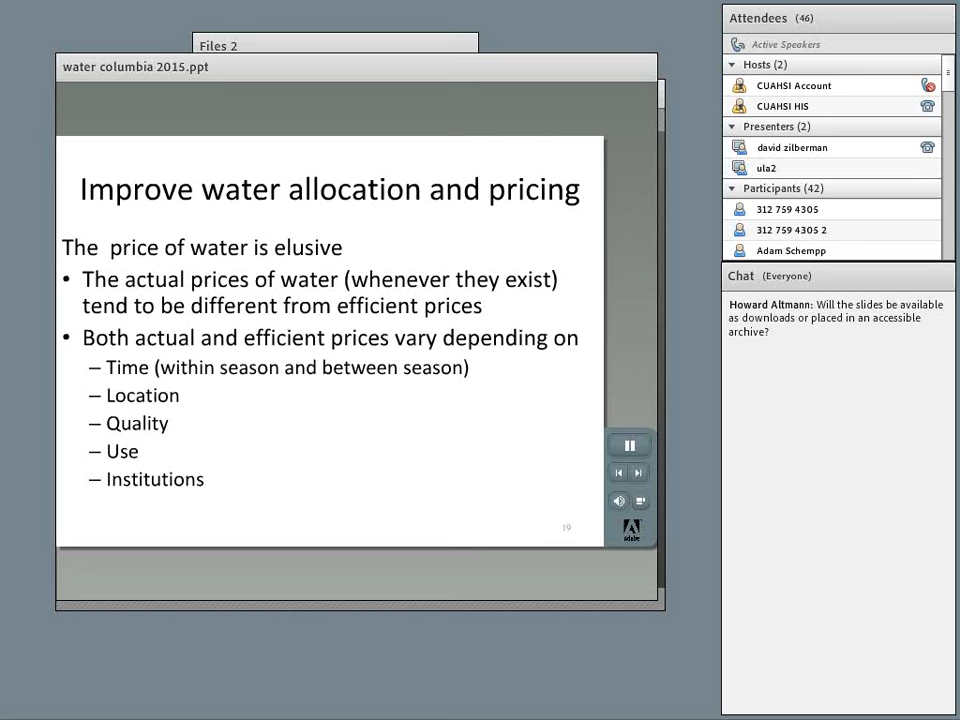 Files 2
water columbia 2015.ppt
Improve water allocation and pricing
The price of water is elusive
• The actual prices of water (whenever they exist)
tend to be different from efficient prices
• Both actual and efficient prices vary depending on
– Time (within season and between season)
– Location
– Quality
– Use
– Institutions
19
Adobe
Attendees (46)
Active Speakers
Hosts (2)
CUAHSI Account
CUAHSI HIS
Presenters (2)
david zilberman
ula2
Participants (42)
312 759 4305
312 759 4305 2
Adam Schempp
Chat (Everyone)
Howard Altmann: Will the slides be available
as downloads or placed in an accessible
archive?